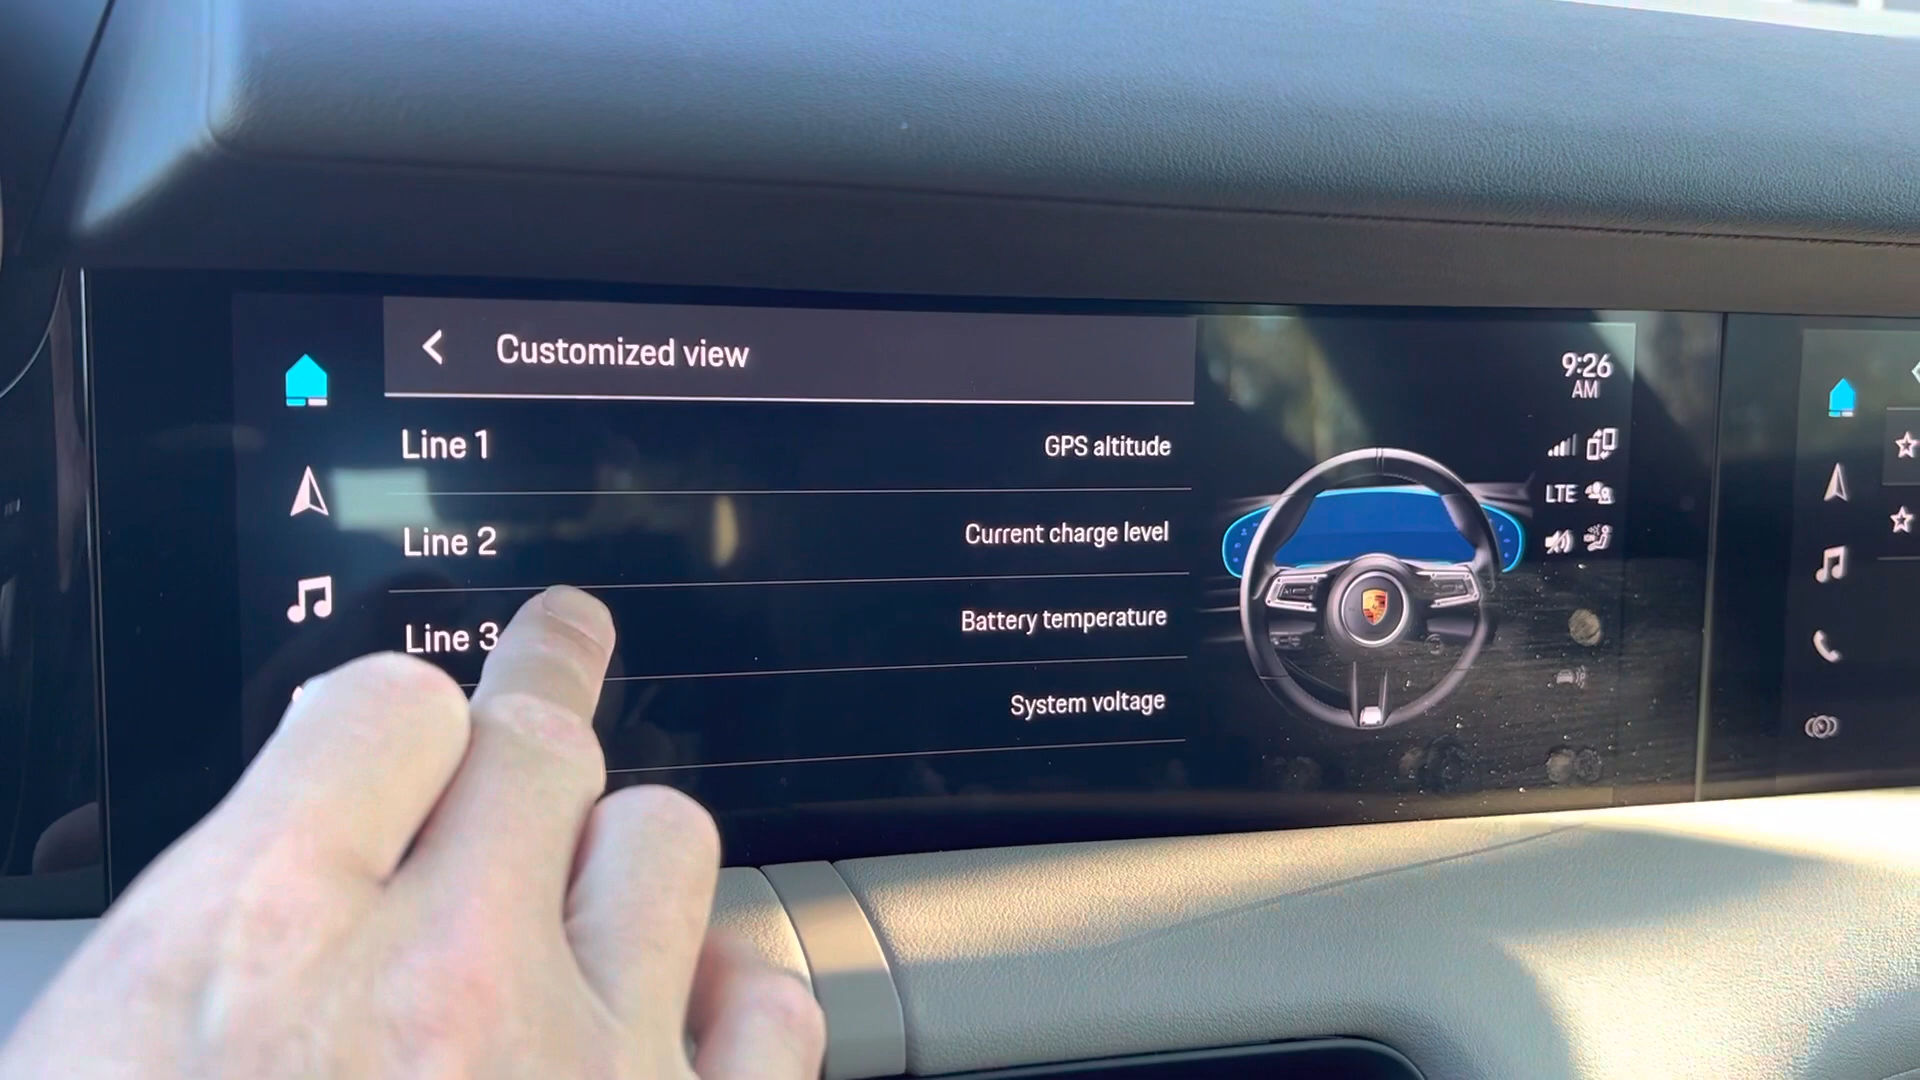 Customized view
9:26
AM
Line 1
GPS altitude
LTE
Line 2
Current charge level
Line 3
Battery temperature
System voltage